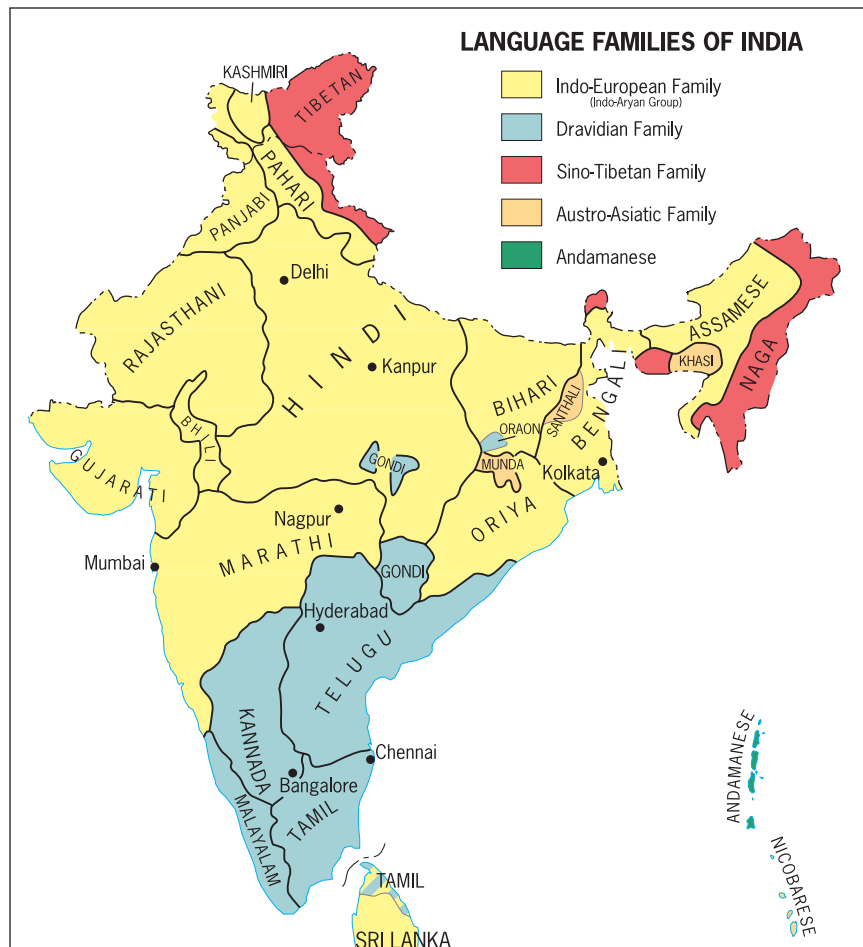 LANGUAGE FAMILIES OF INDIA
Indo-European Family
(Indo-Aryan Group)
Dravidian Family
Sino-Tibetan Family
Austro-Asiatic Family
Andamanese
KASHMIRI
TIBETAN
PAHARI
PANJABI
Delhi
RAJASTHANI
HINDI
Kanpur
ASSAMESE
KHASI
NAGA
BIHARI
SANTHALI
BENGALI
ORAON
BHILI
GUJARATI
GONDI
MUNDA
Kolkata
Nagpur
ORIYA
MARATHI
Mumbai
GONDI
Hyderabad
TELUGU
KANNADA
Chennai
Bangalore
TAMIL
MALAYALAM
ANDAMANESE
NICOBARESE
TAMIL
SRI LANKA